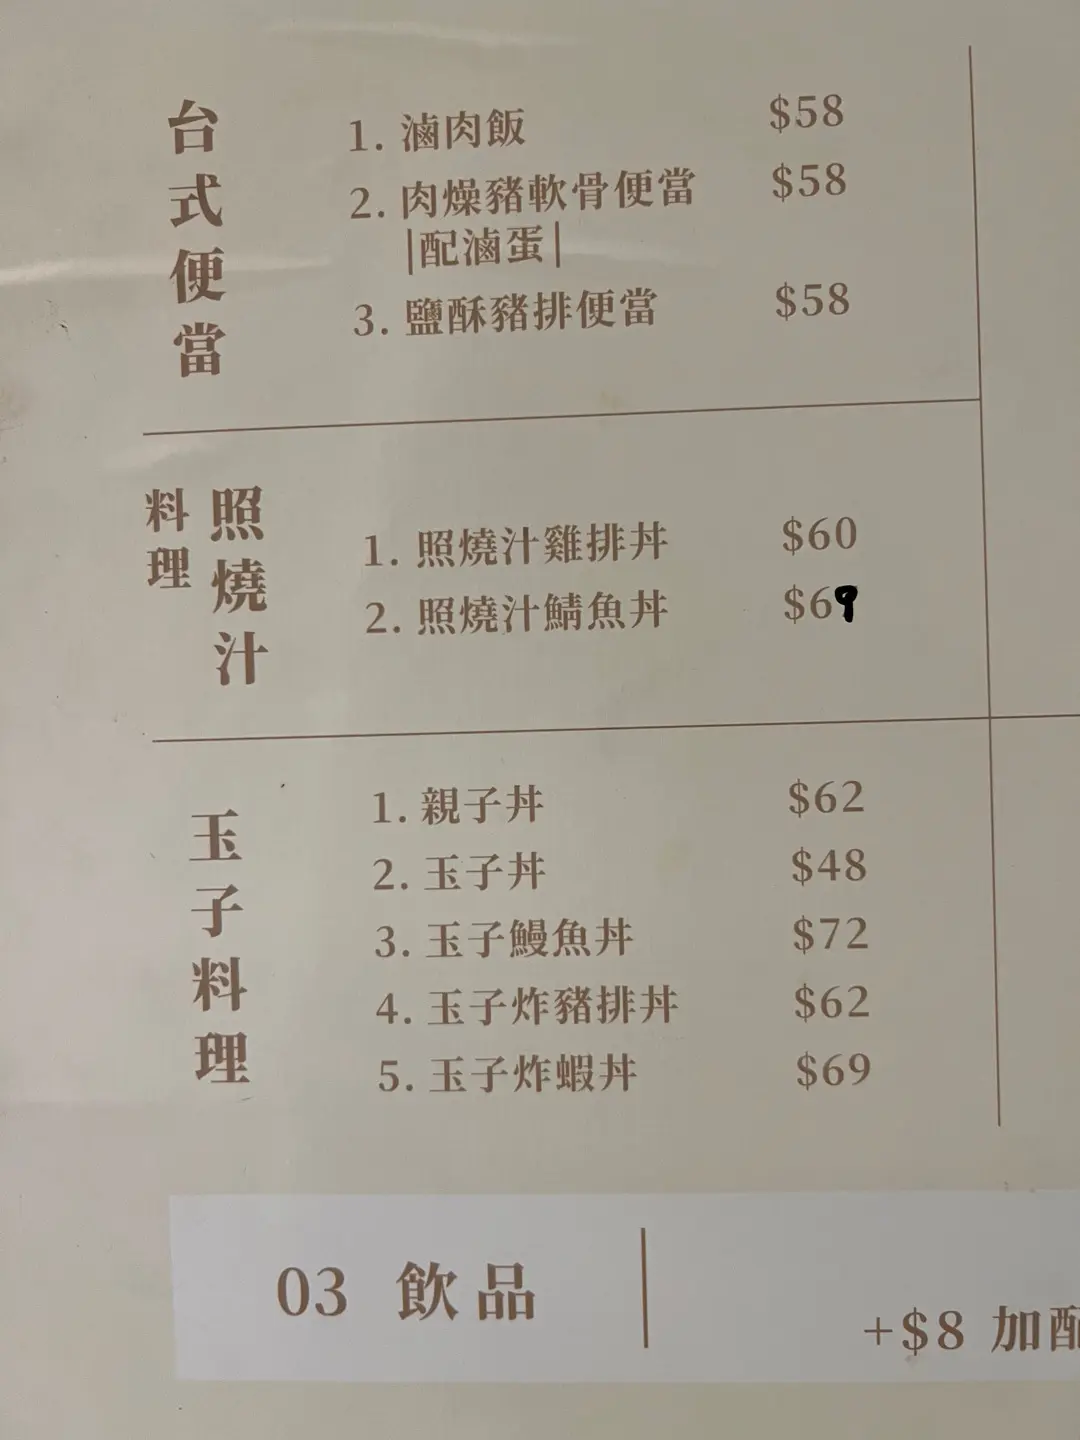 台式便當
1. 滷肉飯 $58
2. 肉燥豬軟骨便當 $58
|配滷蛋|
3. 鹽酥豬排便當 $58
照燒汁
料理
1. 照燒汁雞排丼 $60
2. 照燒汁鯖魚丼 $69
玉子料理
1. 親子丼 $62
2. 玉子丼 $48
3. 玉子鰻魚丼 $72
4. 玉子炸豬排丼 $62
5. 玉子炸蝦丼 $69
03 飲品
+$8 加配